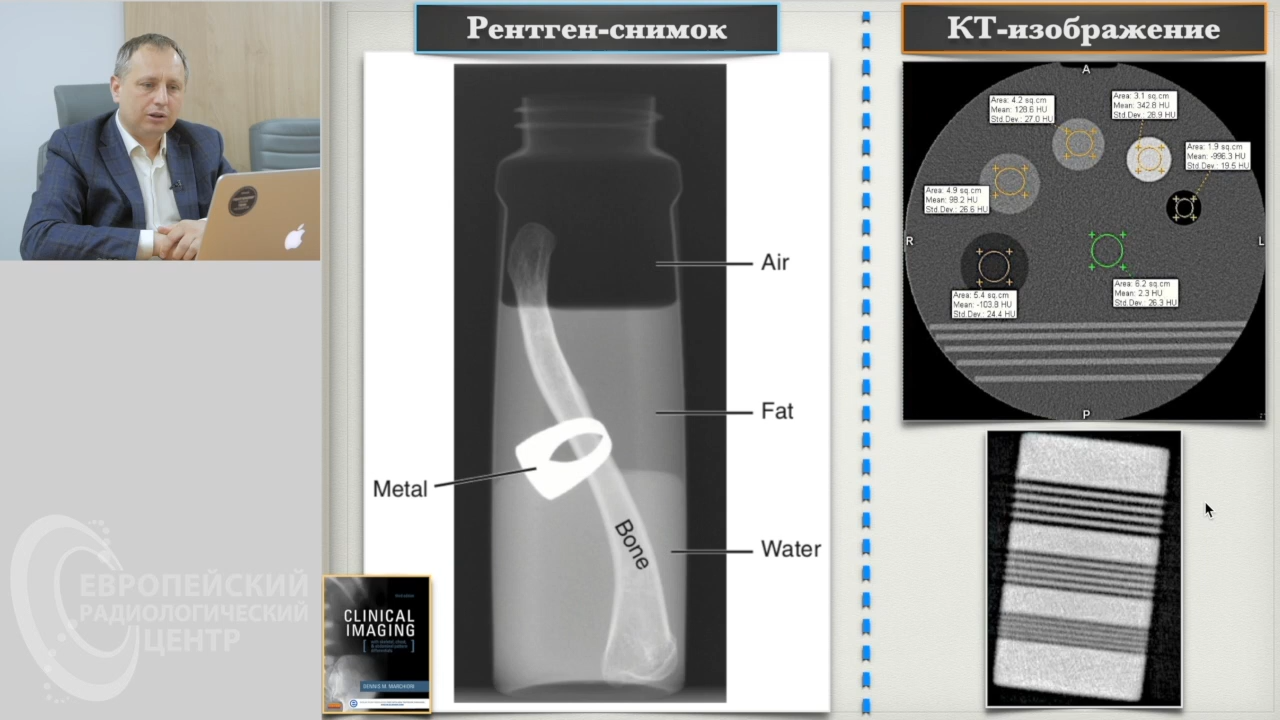 Рентген-снимок
КТ-изображение
Air
Fat
Metal
Bone
Water
A
R
L
P
Area: 4.2 sq.cm
Mean: 128.6 HU
Std.Dev.: 27.0 HU
Area: 3.1 sq.cm
Mean: 342.8 HU
Std.Dev.: 28.9 HU
Area: 1.9 sq.cm
Mean: -996.3 HU
Std.Dev.: 19.5 HU
Area: 4.9 sq.cm
Mean: 98.2 HU
Std.Dev.: 26.6 HU
Area: 5.4 sq.cm
Mean: -103.8 HU
Std.Dev.: 24.4 HU
Area: 6.2 sq.cm
Mean: 2.3 HU
Std.Dev.: 26.3 HU
ЕВРОПЕЙСКИЙ
РАДИОЛОГИЧЕСКИЙ
ЦЕНТР
CLINICAL
IMAGING
DENNIS M. MARCHIORI